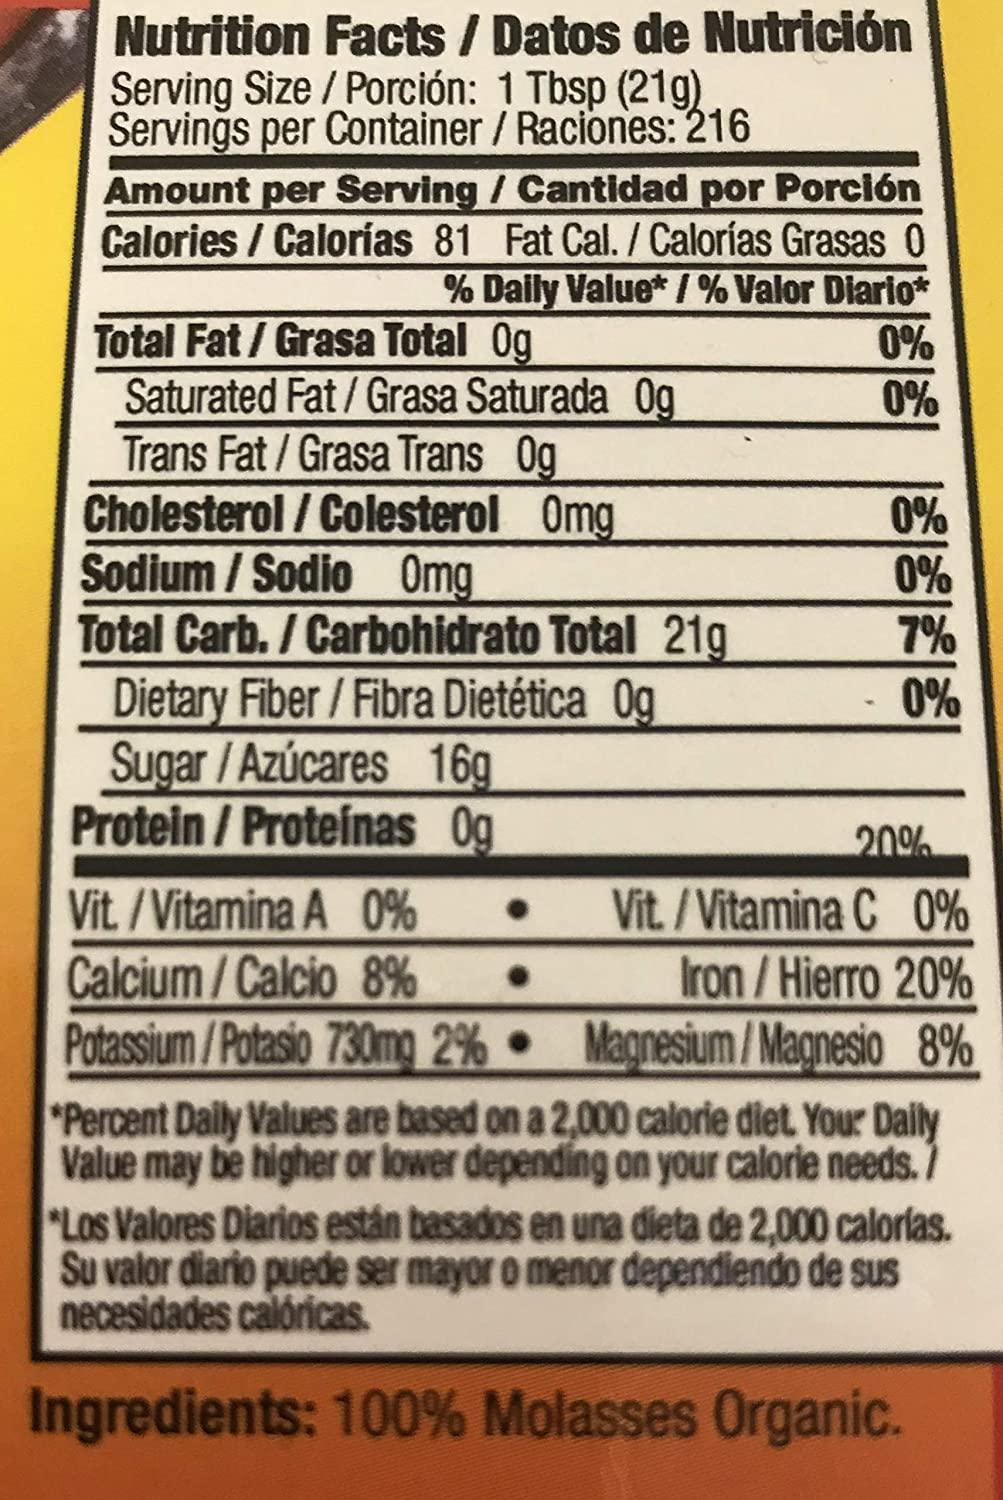 Nutrition Facts / Datos de Nutrición
Serving Size / Porción: 1 Tbsp (21g)
Servings per Container / Raciones: 216
Amount per Serving / Cantidad por Porción
Calories / Calorías 81 Fat Cal. / Calorías Grasas 0
% Daily Value* / % Valor Diario*
Total Fat / Grasa Total 0g 0%
Saturated Fat / Grasa Saturada 0g 0%
Trans Fat / Grasa Trans 0g
Cholesterol / Colesterol 0mg 0%
Sodium / Sodio 0mg 0%
Total Carb. / Carbohidrato Total 21g 7%
Dietary Fiber / Fibra Dietética 0g 0%
Sugar / Azúcares 16g
Protein / Proteínas 0g 20%
Vit. / Vitamina A 0% • Vit. / Vitamina C 0%
Calcium / Calcio 8% • Iron / Hierro 20%
Potassium / Potasio 730mg 2% • Magnesium / Magnesio 8%
*Percent Daily Values are based on a 2,000 calorie diet. Your Daily
Value may be higher or lower depending on your calorie needs. /
*Los Valores Diarios están basados en una dieta de 2,000 calorías.
Su valor diario puede ser mayor o menor dependiendo de sus
necesidades calóricas.
Ingredients: 100% Molasses Organic.